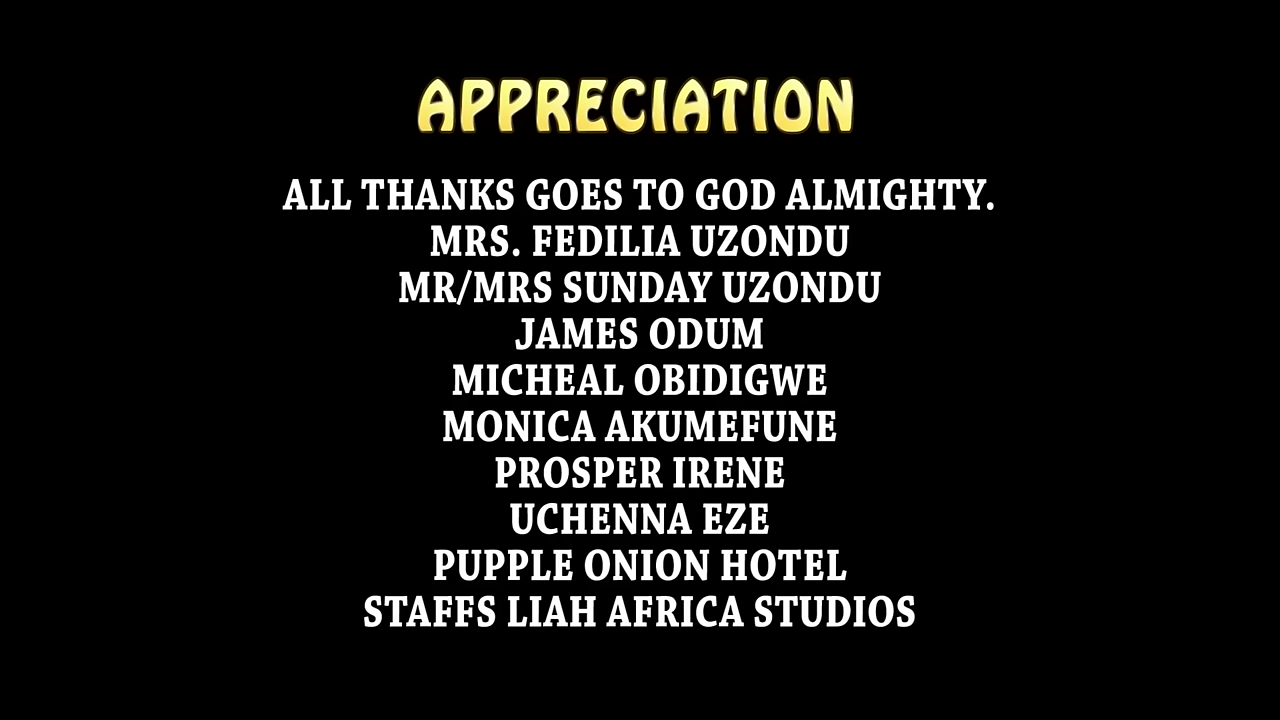 APPRECIATION
ALL THANKS GOES TO GOD ALMIGHTY.
MRS. FEDILIA UZONDU
MR/MRS SUNDAY UZONDU
JAMES ODUM
MICHEAL OBIDIGWE
MONICA AKUMEFUNE
PROSPER IRENE
UCHENNA EZE
PUPPLE ONION HOTEL
STAFFS LIAH AFRICA STUDIOS